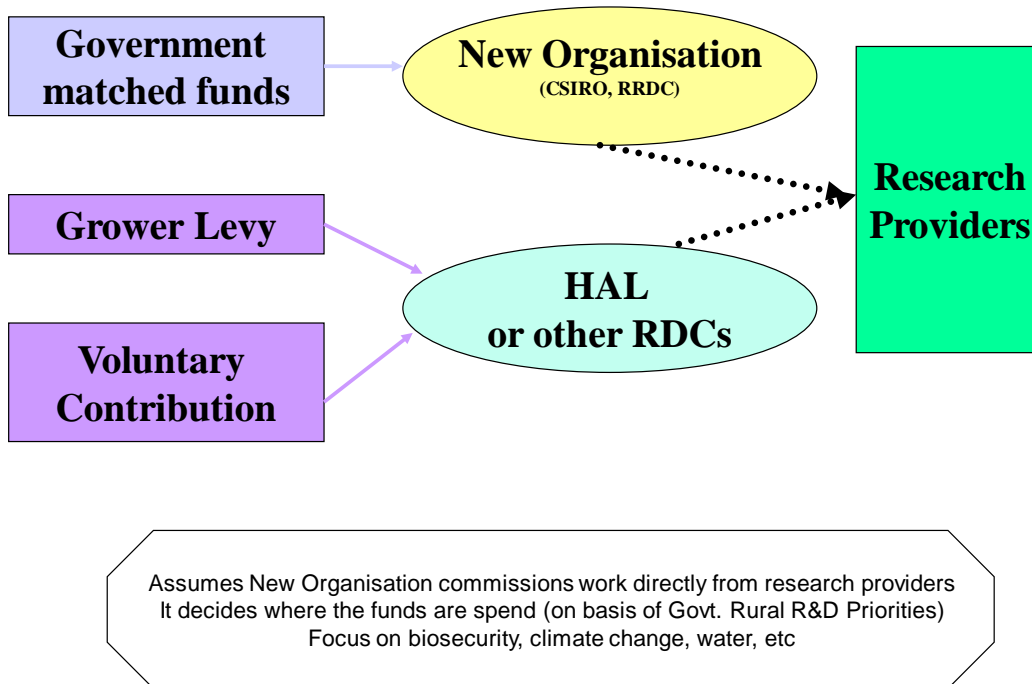 Government
matched funds
New Organisation
(CSIRO, RRDC)
Research
Providers
Grower Levy
HAL
or other RDCs
Voluntary
Contribution
Assumes New Organisation commissions work directly from research providers
It decides where the funds are spend (on basis of Govt. Rural R&D Priorities)
Focus on biosecurity, climate change, water, etc